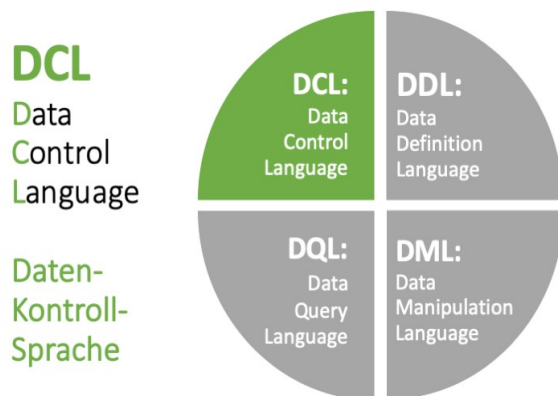 DCL
Data
Control
Language
Daten-
Kontroll-
Sprache
DCL:
Data
Control
Language
DDL:
Data
Definition
Language
DQL:
Data
Query
Language
DML:
Data
Manipulation
Language